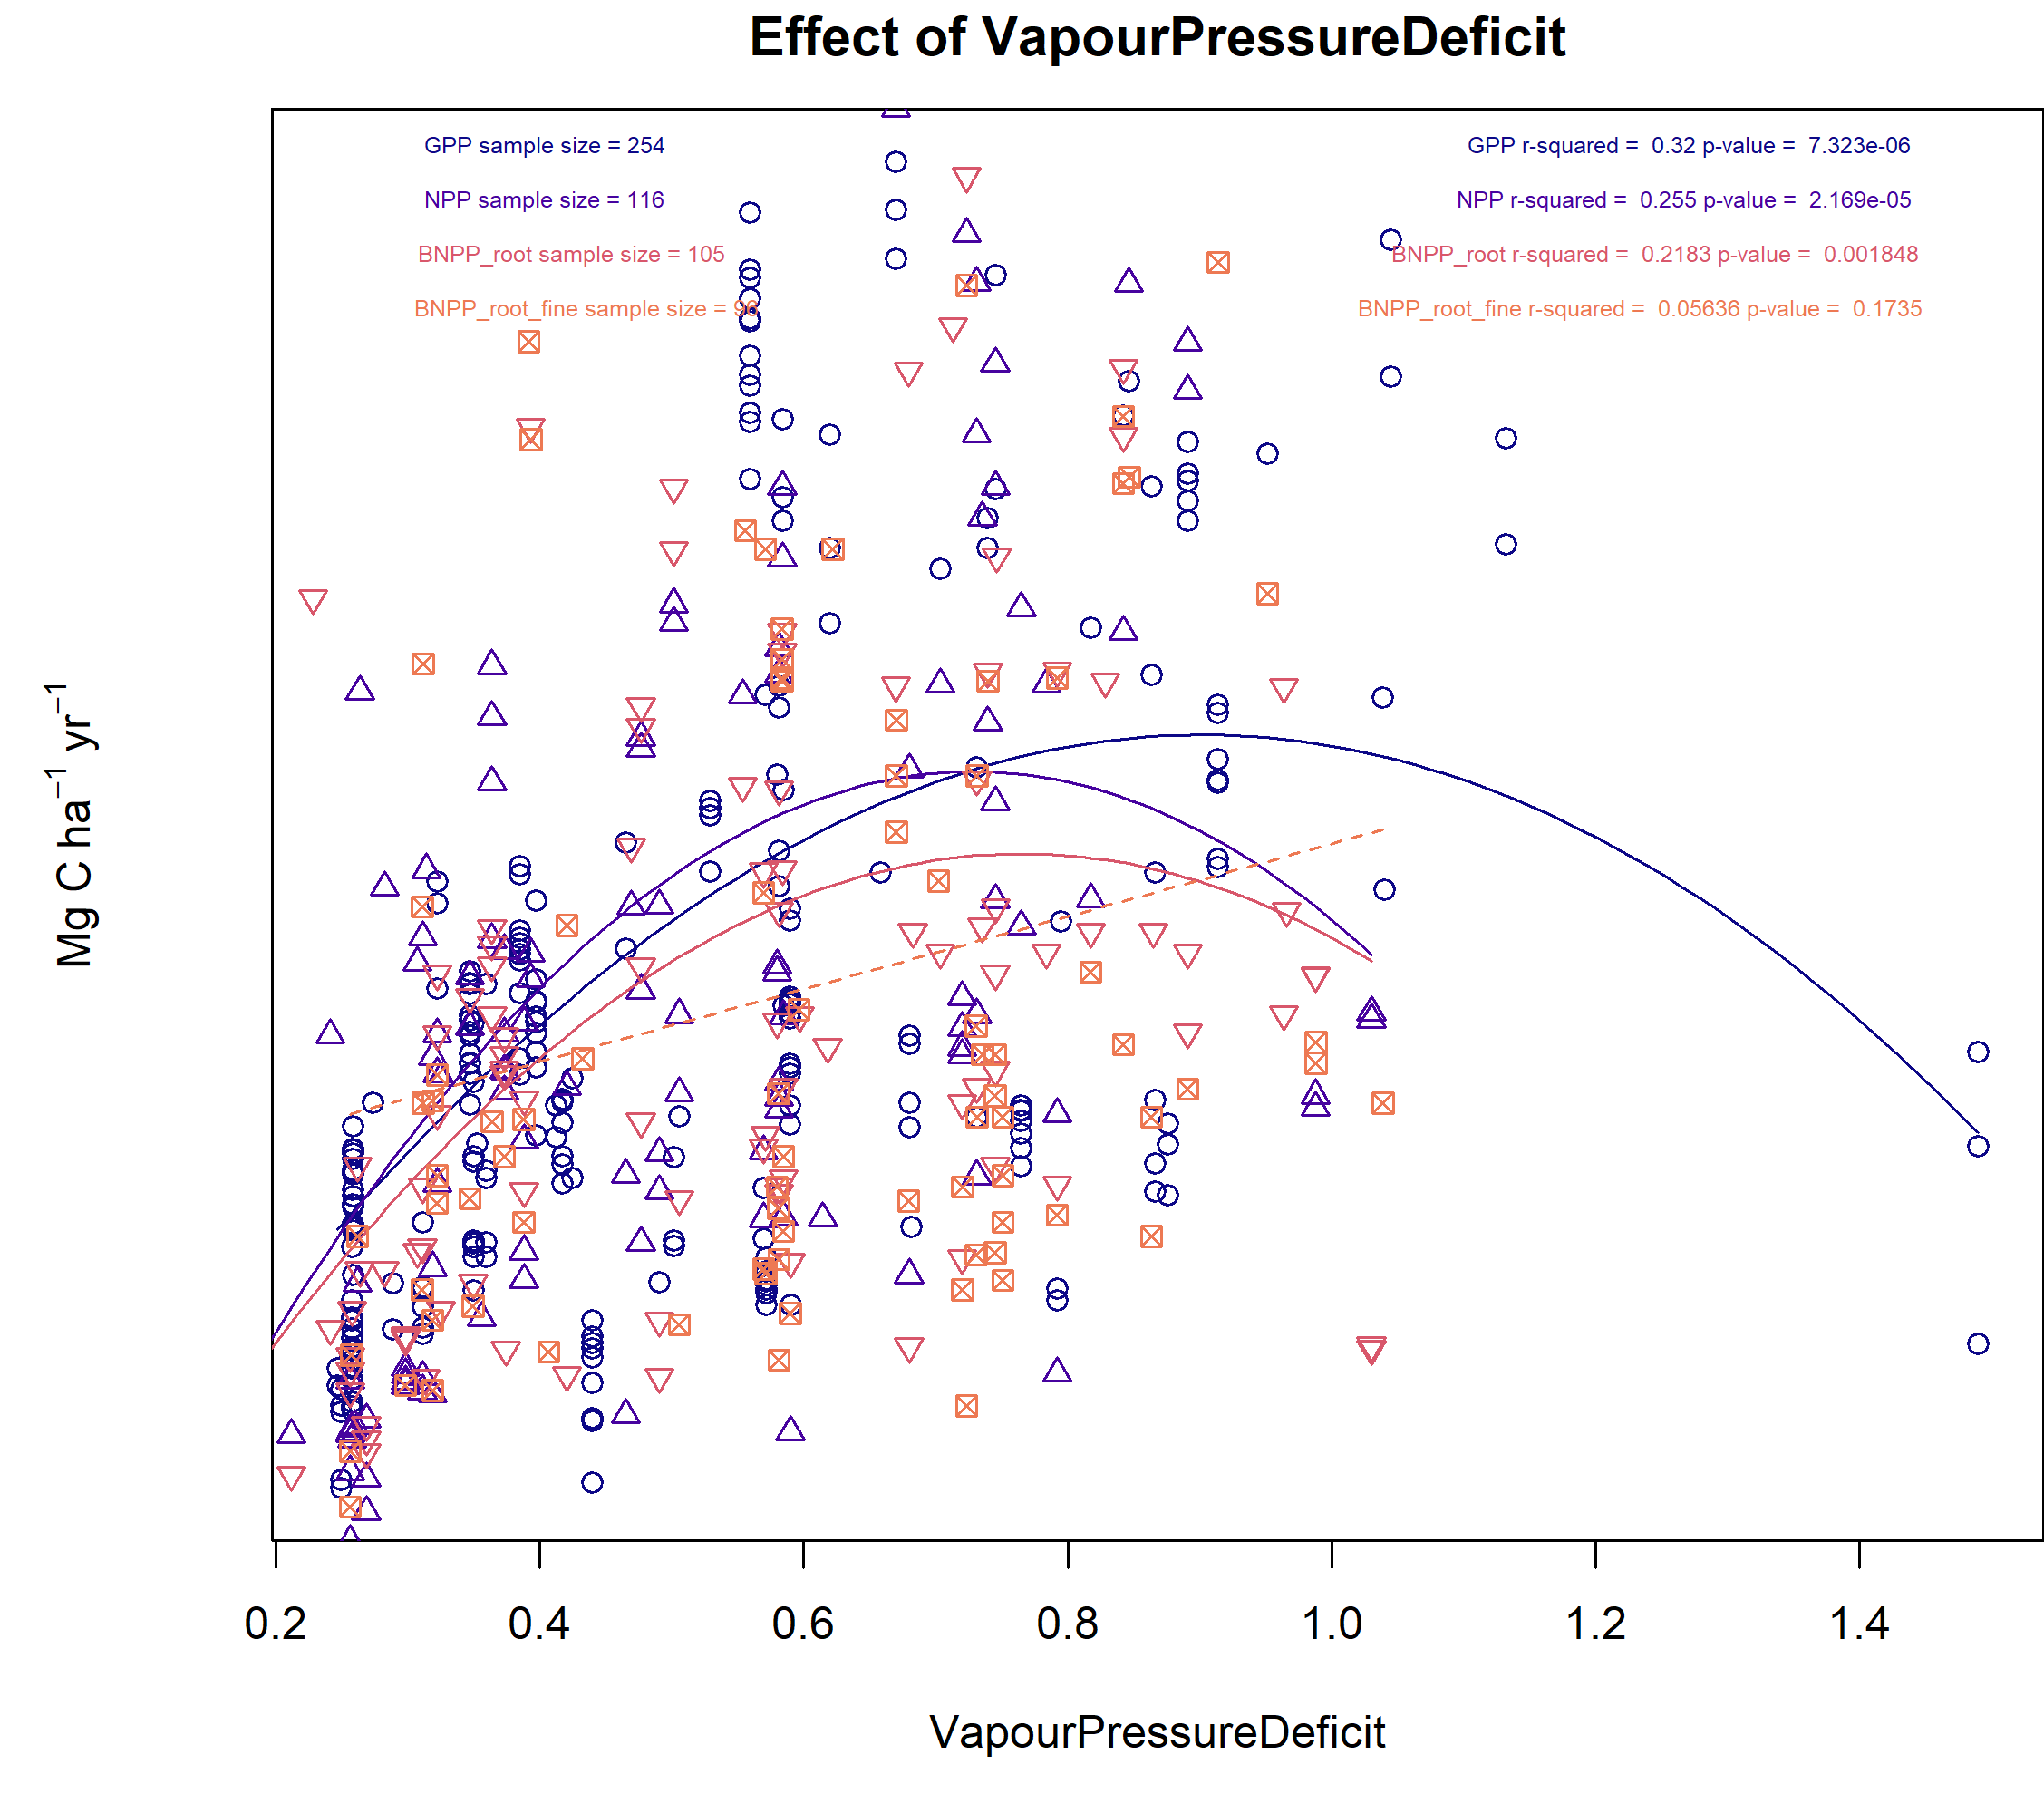 Effect of VapourPressureDeficit
GPP sample size = 254
GPP r-squared = 0.32 p-value = 7.323e-06
NPP sample size = 116
NPP r-squared = 0.255 p-value = 2.169e-05
BNPP_root sample size = 105
BNPP_root r-squared = 0.2183 p-value = 0.001848
BNPP_root_fine sample size = 96
BNPP_root_fine r-squared = 0.05636 p-value = 0.1735
Mg C ha⁻¹ yr⁻¹
0.2 0.4 0.6 0.8 1.0 1.2 1.4
VapourPressureDeficit